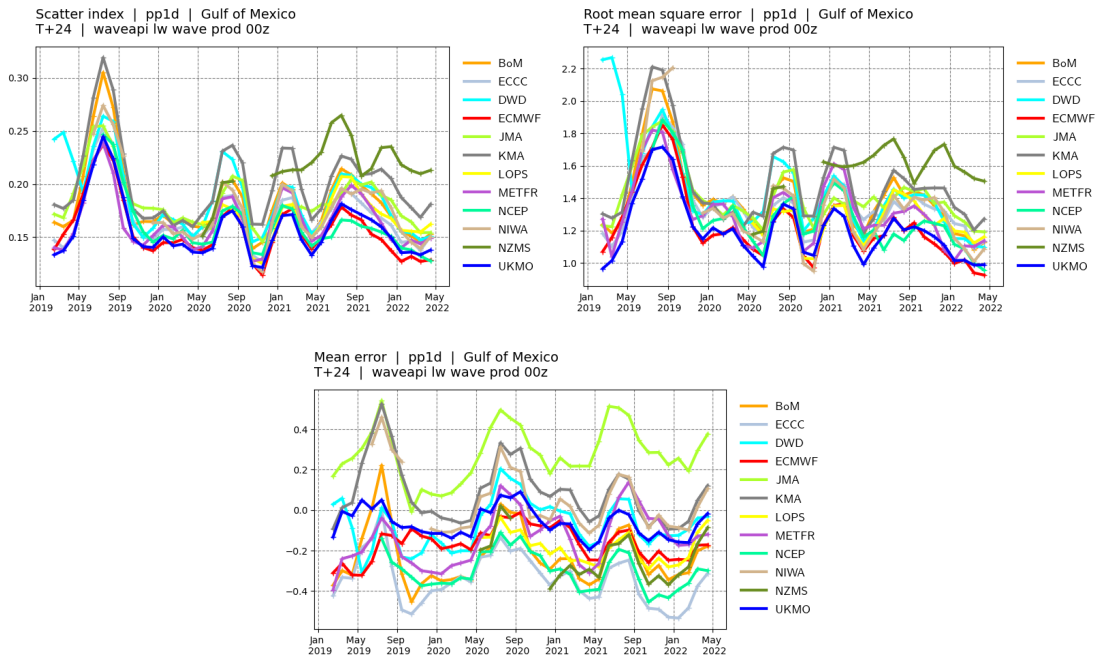 Scatter index | pp1d | Gulf of Mexico
T+24 | waveapi lw wave prod 00z
0.30
0.25
0.20
0.15
Jan May Sep Jan May Sep Jan May Sep Jan May
2019 2019 2019 2020 2020 2020 2021 2021 2021 2022 2022
BoM
ECCC
DWD
ECMWF
JMA
KMA
LOPS
METFR
NCEP
NIWA
NZMS
UKMO
Root mean square error | pp1d | Gulf of Mexico
T+24 | waveapi lw wave prod 00z
2.2
2.0
1.8
1.6
1.4
1.2
1.0
Jan May Sep Jan May Sep Jan May Sep Jan May
2019 2019 2019 2020 2020 2020 2021 2021 2021 2022 2022
BoM
ECCC
DWD
ECMWF
JMA
KMA
LOPS
METFR
NCEP
NIWA
NZMS
UKMO
Mean error | pp1d | Gulf of Mexico
T+24 | waveapi lw wave prod 00z
0.4
0.2
0.0
−0.2
−0.4
Jan May Sep Jan May Sep Jan May Sep Jan May
2019 2019 2019 2020 2020 2020 2021 2021 2021 2022 2022
BoM
ECCC
DWD
ECMWF
JMA
KMA
LOPS
METFR
NCEP
NIWA
NZMS
UKMO